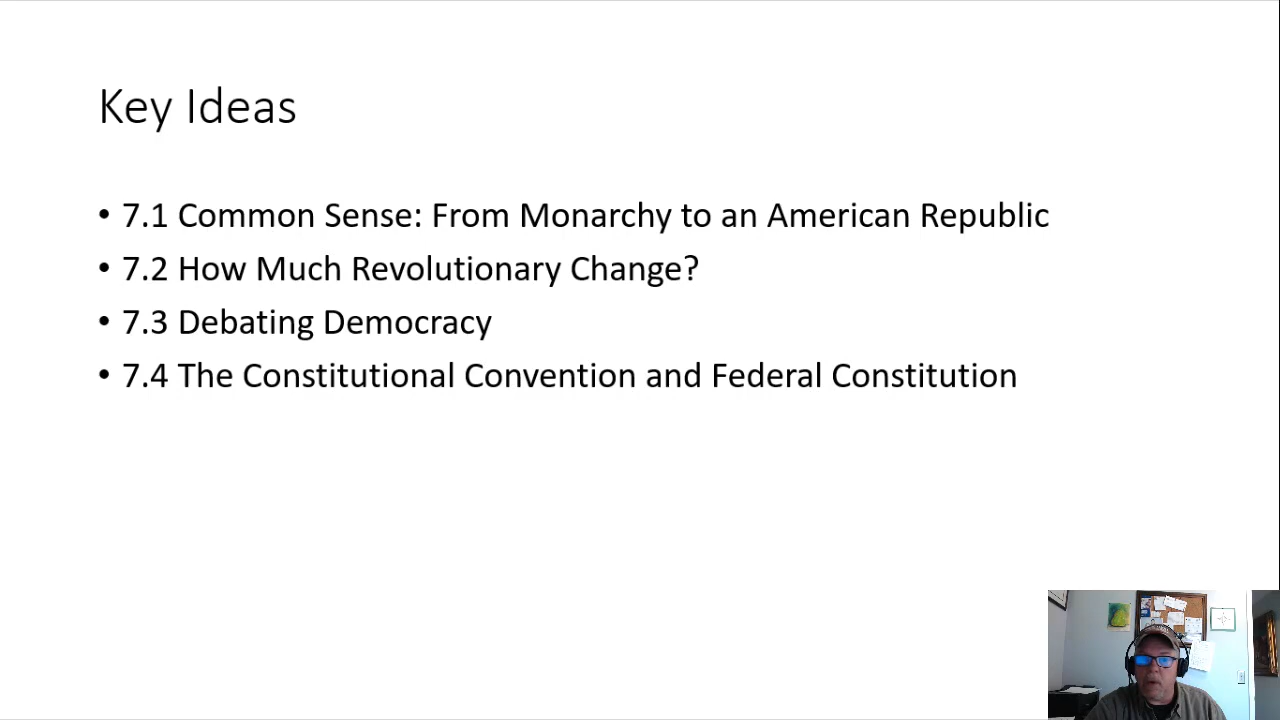 Key Ideas
• 7.1 Common Sense: From Monarchy to an American Republic
• 7.2 How Much Revolutionary Change?
• 7.3 Debating Democracy
• 7.4 The Constitutional Convention and Federal Constitution